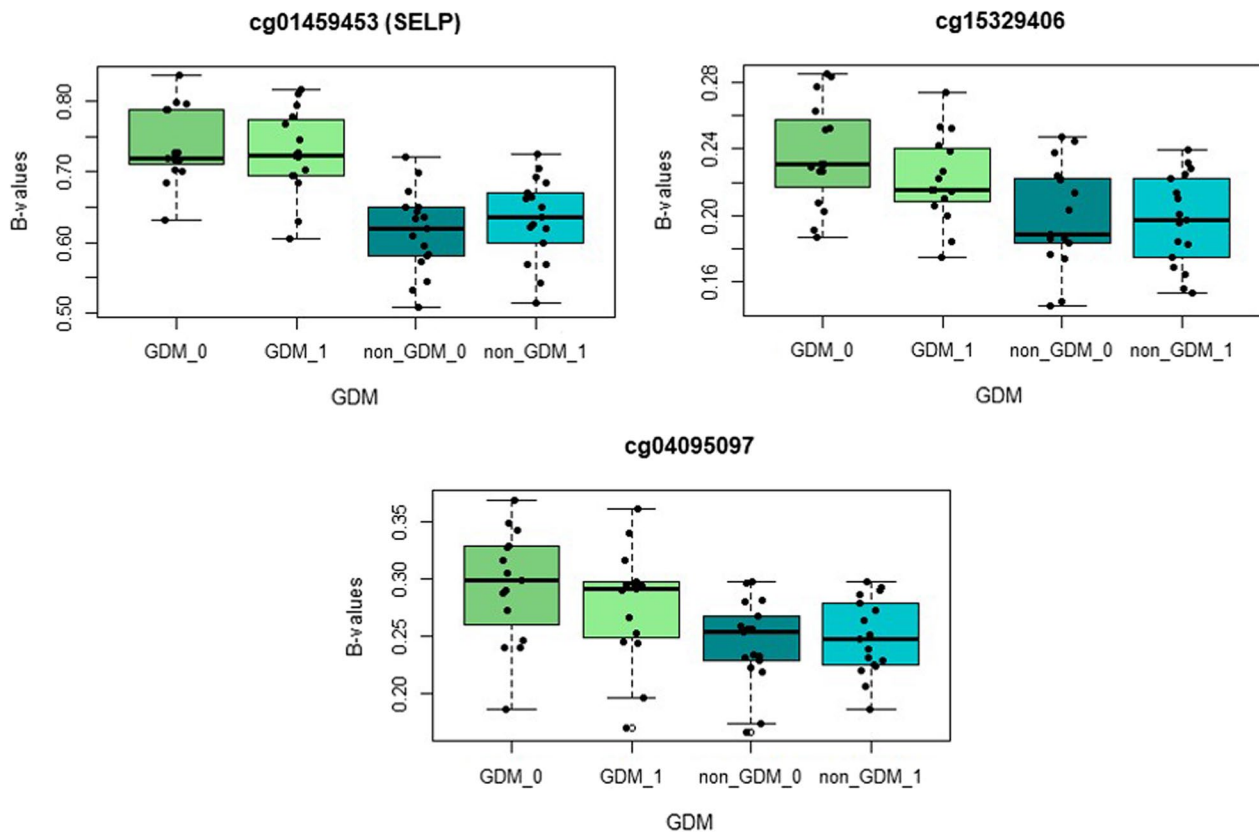 cg01459453 (SELP)
B-values
0.80
0.70
0.60
0.50
GDM_0
GDM_1
non_GDM_0
non_GDM_1
GDM
cg15329406
B-values
0.28
0.24
0.20
0.16
GDM_0
GDM_1
non_GDM_0
non_GDM_1
GDM
cg04095097
B-values
0.35
0.30
0.25
0.20
GDM_0
GDM_1
non_GDM_0
non_GDM_1
GDM